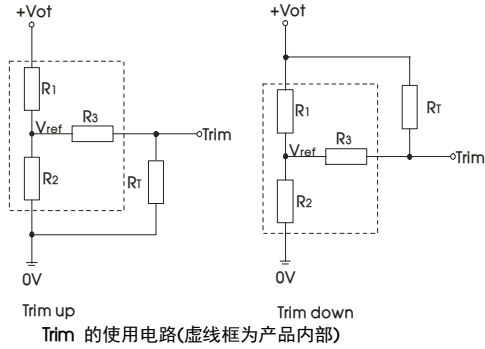 +Vot
R1
Vref
R3
Trim
R2
RT
0V
Trim up
+Vot
R1
RT
Vref
R3
Trim
R2
0V
Trim down
Trim 的使用电路(虚线框为产品内部)